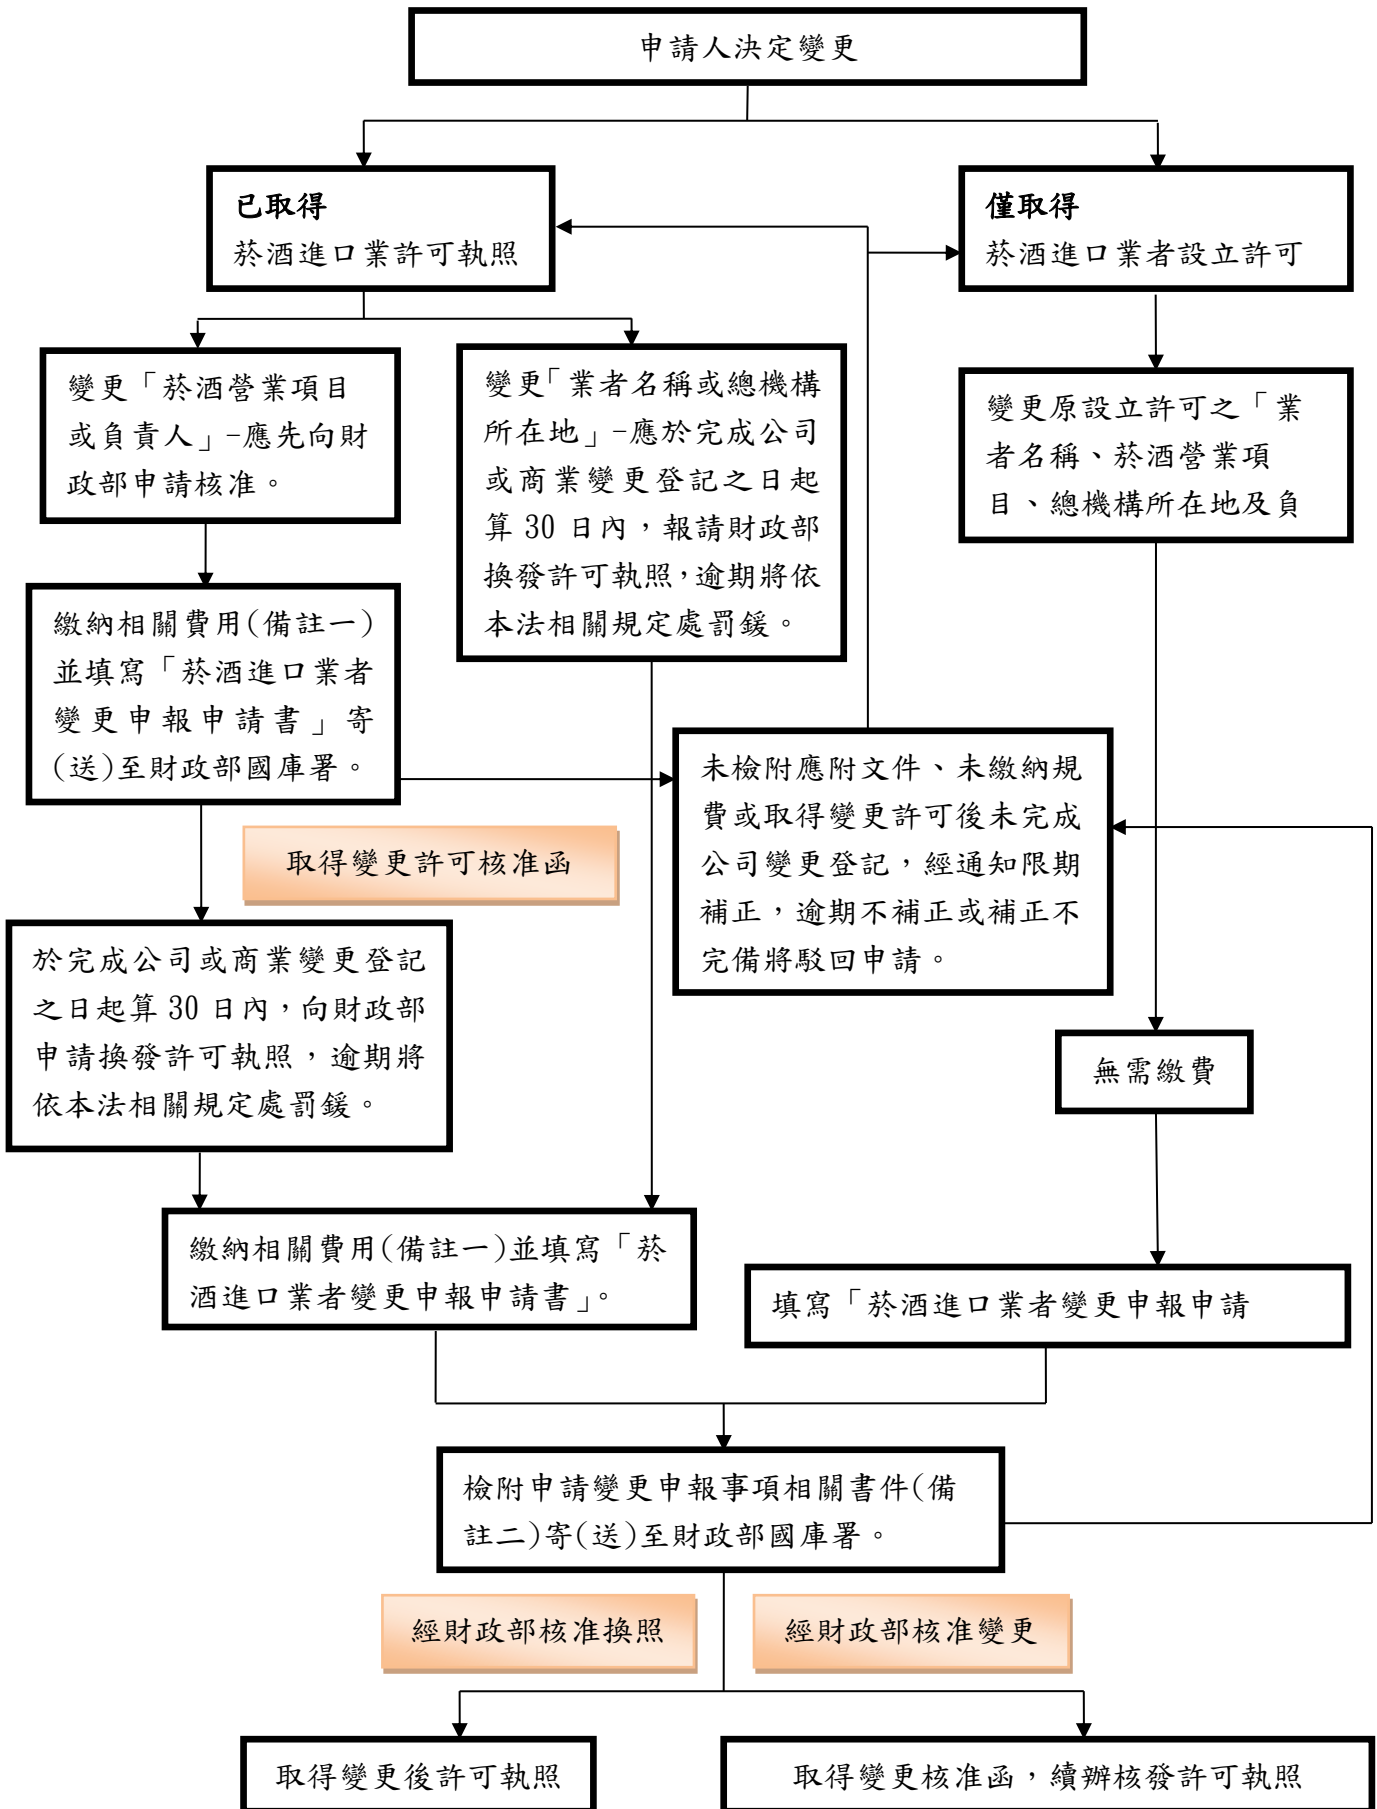 申請人決定變更
已取得
菸酒進口業許可執照
僅取得
菸酒進口業者設立許可
變更「菸酒營業項目
或負責人」-應先向財
政部申請核准。
變更「業者名稱或總機構
所在地」-應於完成公司
或商業變更登記之日起
算 30 日內，報請財政部
換發許可執照，逾期將依
本法相關規定處罰鍰。
變更原設立許可之「業
者名稱、菸酒營業項
目、總機構所在地及負
繳納相關費用(備註一)
並填寫「菸酒進口業者
變更申報申請書」寄
(送)至財政部國庫署。
未檢附應附文件、未繳納規
費或取得變更許可後未完成
公司變更登記，經通知限期
補正，逾期不補正或補正不
完備將駁回申請。
取得變更許可核准函
於完成公司或商業變更登記
之日起算 30 日內，向財政部
申請換發許可執照，逾期將
依本法相關規定處罰鍰。
無需繳費
繳納相關費用(備註一)並填寫「菸
酒進口業者變更申報申請書」。
填寫「菸酒進口業者變更申報申請
檢附申請變更申報事項相關書件(備
註二)寄(送)至財政部國庫署。
經財政部核准換照
經財政部核准變更
取得變更後許可執照
取得變更核准函，續辦核發許可執照